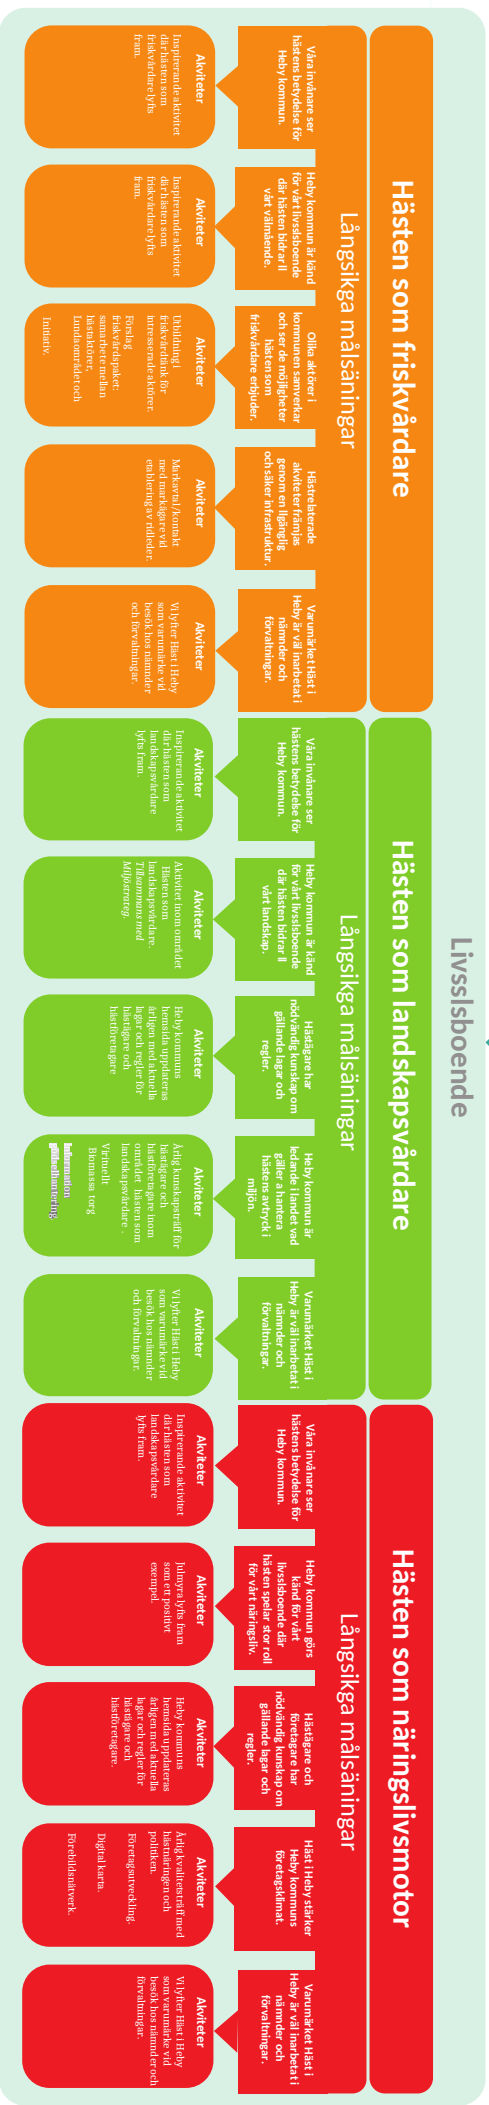 Livsslsboende
Hästen som friskvårdare
Långsikga målsäningar
Våra invånare ser
hästens betydelse för
Heby kommun.
Akviteter
Inspirerande aktivitet
där hästen som
friskvårdare lyfts
fram.
Heby kommun är känd
för vårt livsslsboende
där hästen bidrar ll
vårt välmående.
Akviteter
Inspirerande aktivitet
där hästen som
friskvårdare lyfts
fram.
Olika aktörer i
kommunen samverkar
och ser de möjligheter
hästen som
friskvårdare erbjuder.
Akviteter
Utbildning i
friskvårdtänk för
intresserade aktörer.
Förslag
friskvårdspaket:
samarbete mellan
hästaktörer,
Lundaområdet och
Initiativ.
Hästrelaterade
akviteter främjas
genom en llgänglig
och säker infrastruktur.
Akviteter
Markavtal/kontakt
med markägare vid
etablering av ridleder.
Varumärket Häst i
Heby är väl inarbetat i
nämnder och
förvaltningar.
Akviteter
Vi lyfter Häst i Heby
som varumärke vid
besök hos nämnder
och förvaltningar.
Hästen som landskapsvårdare
Långsikga målsäningar
Våra invånare ser
hästens betydelse för
Heby kommun.
Akviteter
Inspirerande aktivitet
där hästen som
landskapsvårdare
lyfts fram.
Heby kommun är känd
för vårt livsslsboende
där hästen bidrar ll
vårt landskap.
Akviteter
Aktivitet inom området
Hästen som
landskapsvårdare.
Tillsammans med
Miljöstrateg.
Hästägare har
nödvändig kunskap om
gällande lagar och
regler.
Akviteter
Heby kommuns
hemsida uppdateras
årligen med aktuella
lagar och regler för
hästägare och
hästföretagare
Heby kommun är
ledande i landet vad
gäller a hantera
hästens avtryck i
miljön.
Akviteter
Årlig kunskapsträff för
hästägare och
hästföretagare inom
området hästen som
landskapsvårdare .
Virituellt
Biomassa torg
Information
gödselhantering
Varumärket Häst i
Heby är väl inarbetat i
nämnder och
förvaltningar.
Akviteter
Vi lyfter Häst i Heby
som varumärke vid
besök hos nämnder
och förvaltningar.
Hästen som näringslivsmotor
Långsikga målsäningar
Våra invånare ser
hästens betydelse för
Heby kommun.
Akviteter
Inspirerande aktivitet
där hästen som
landskapsvårdare
lyfts fram.
Heby kommun görs
känd för vårt
livsslsboende där
hästen spelar stor roll
för vårt näringsliv.
Akviteter
Julmyra lyfts fram
som ett positivt
exempel.
Hästägare och
företagare har
nödvändig kunskap om
gällande lagar och
regler.
Akviteter
Heby kommuns
hemsida uppdateras
årligen med aktuella
lagar och regler för
hästägare och
hästföretagare.
Häst i Heby stärker
Heby kommuns
företagsklimat.
Akviteter
Årlig kvalitetsträff med
hästnäringen och
politiken.
Företagsutveckling.
Digital karta.
Förebildsnätverk.
Varumärket Häst i
Heby är väl inarbetat i
nämnder och
förvaltningar.
Akviteter
Vi lyfter Häst i Heby
som varumärke vid
besök hos nämnder och
förvaltningar.